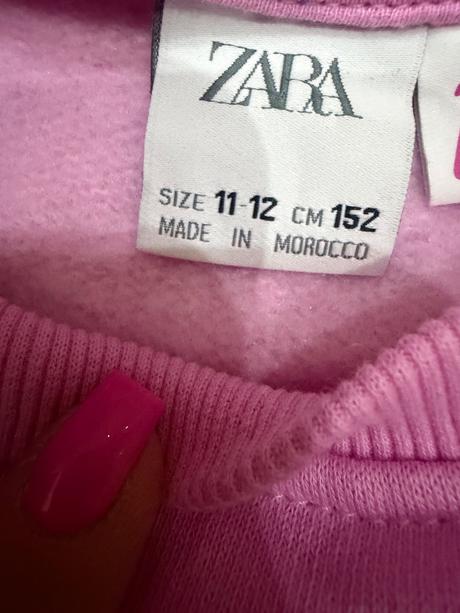 ZARA
SIZE 11-12 CM 152
MADE IN MOROCCO